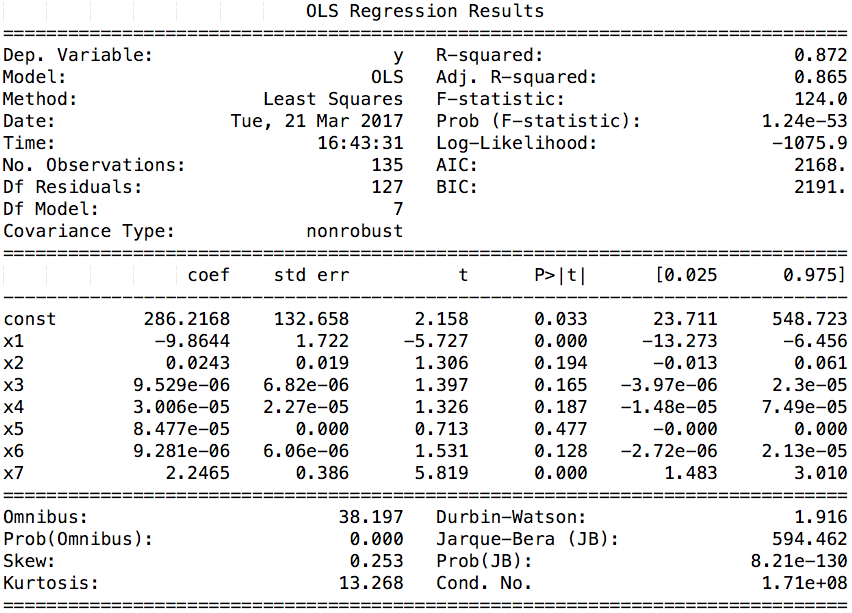 OLS Regression Results
==============================================================================
Dep. Variable:                      y   R-squared:                       0.872
Model:                            OLS   Adj. R-squared:                  0.865
Method:                 Least Squares   F-statistic:                     124.0
Date:                Tue, 21 Mar 2017   Prob (F-statistic):           1.24e-53
Time:                        16:43:31   Log-Likelihood:                -1075.9
No. Observations:                 135   AIC:                             2168.
Df Residuals:                     127   BIC:                             2191.
Df Model:                           7
Covariance Type:            nonrobust
==============================================================================
                 coef    std err          t      P>|t|      [0.025      0.975]
------------------------------------------------------------------------------
const        286.2168    132.658      2.158      0.033      23.711     548.723
x1            -9.8644      1.722     -5.727      0.000     -13.273      -6.456
x2             0.0243      0.019      1.306      0.194      -0.013       0.061
x3          9.529e-06   6.82e-06      1.397      0.165   -3.97e-06     2.3e-05
x4          3.006e-05   2.27e-05      1.326      0.187   -1.48e-05    7.49e-05
x5          8.477e-05      0.000      0.713      0.477      -0.000       0.000
x6          9.281e-06   6.06e-06      1.531      0.128   -2.72e-06    2.13e-05
x7             2.2465      0.386      5.819      0.000       1.483       3.010
==============================================================================
Omnibus:                       38.197   Durbin-Watson:                   1.916
Prob(Omnibus):                  0.000   Jarque-Bera (JB):              594.462
Skew:                           0.253   Prob(JB):                    8.21e-130
Kurtosis:                      13.268   Cond. No.                     1.71e+08
==============================================================================